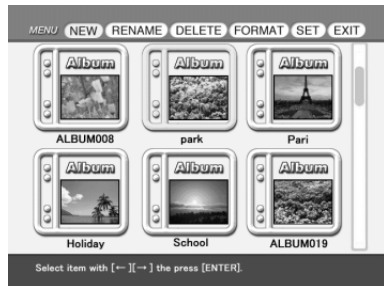 MENU NEW RENAME DELETE FORMAT SET EXIT
Album Album Album
ALBUM008 park Pari
Album Album Album
Holiday School ALBUM019
Select item with [← ][→ ] the press [ENTER].